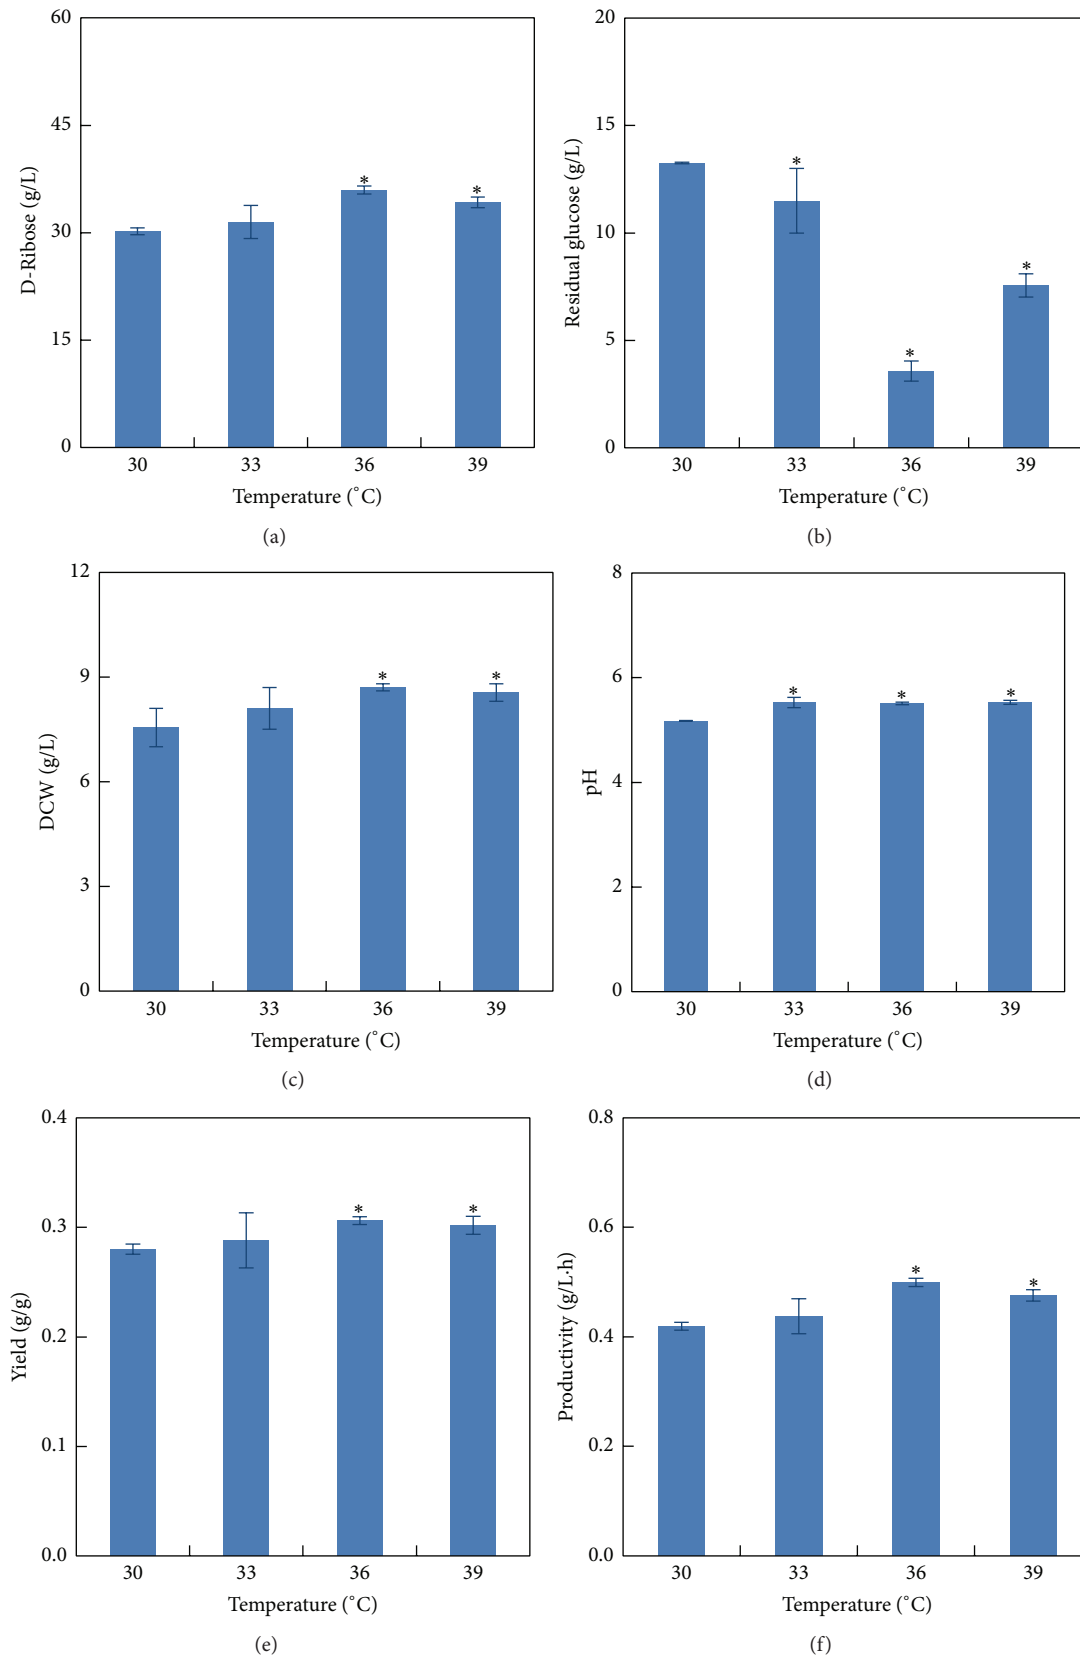 60
45
30
15
0
D-Ribose (g/L)
* *
30 33 36 39
Temperature (˚C)
(a)
20
15
10
5
0
Residual glucose (g/L)
* * *
30 33 36 39
Temperature (˚C)
(b)
12
9
6
3
0
DCW (g/L)
* *
30 33 36 39
Temperature (˚C)
(c)
8
6
4
2
0
pH
* * *
30 33 36 39
Temperature (˚C)
(d)
0.4
0.3
0.2
0.1
0.0
Yield (g/g)
* *
30 33 36 39
Temperature (˚C)
(e)
0.8
0.6
0.4
0.2
0.0
Productivity (g/L·h)
* *
30 33 36 39
Temperature (˚C)
(f)